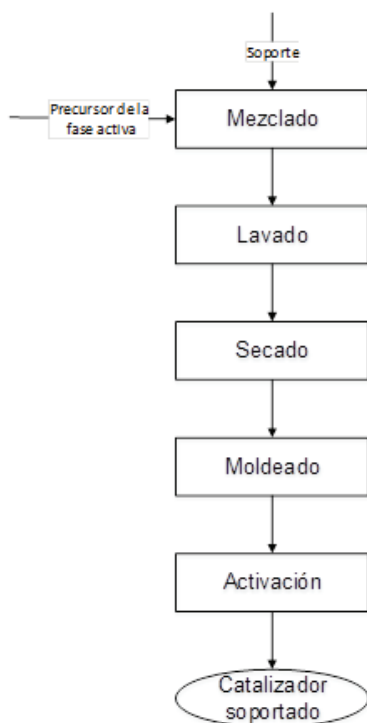 Soporte
Precursor de la
fase activa
Mezclado
Lavado
Secado
Moldeado
Activación
Catalizador
soportado